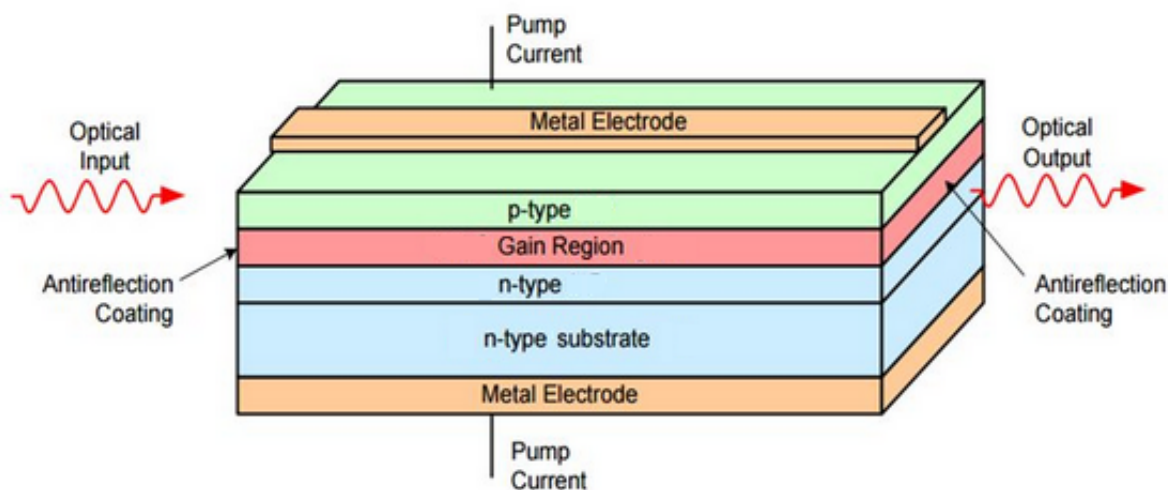 Pump
Current
Metal Electrode
Optical
Input
Optical
Output
p-type
Gain Region
Antireflection
Coating
n-type
Antireflection
Coating
n-type substrate
Metal Electrode
Pump
Current